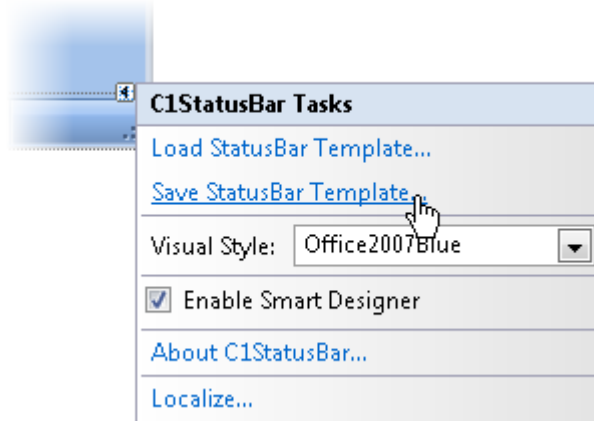 C1StatusBar Tasks
Load StatusBar Template...
Save StatusBar Template...
Visual Style: Office2007Blue
Enable Smart Designer
About C1StatusBar...
Localize...